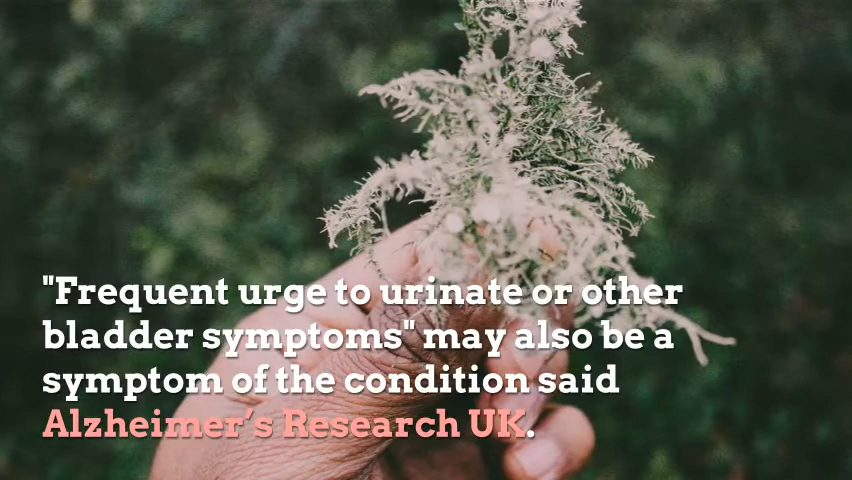 "Frequent urge to urinate or other
bladder symptoms" may also be a
symptom of the condition said
Alzheimer’s Research UK.